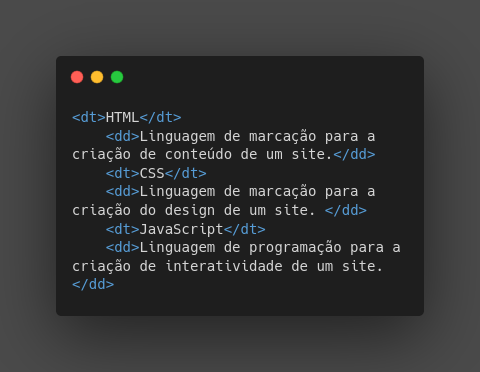 <dt>HTML</dt>
    <dd>Linguagem de marcação para a
criação de conteúdo de um site.</dd>
    <dt>CSS</dt>
    <dd>Linguagem de marcação para a
criação do design de um site. </dd>
    <dt>JavaScript</dt>
    <dd>Linguagem de programação para a
criação de interatividade de um site.
</dd>